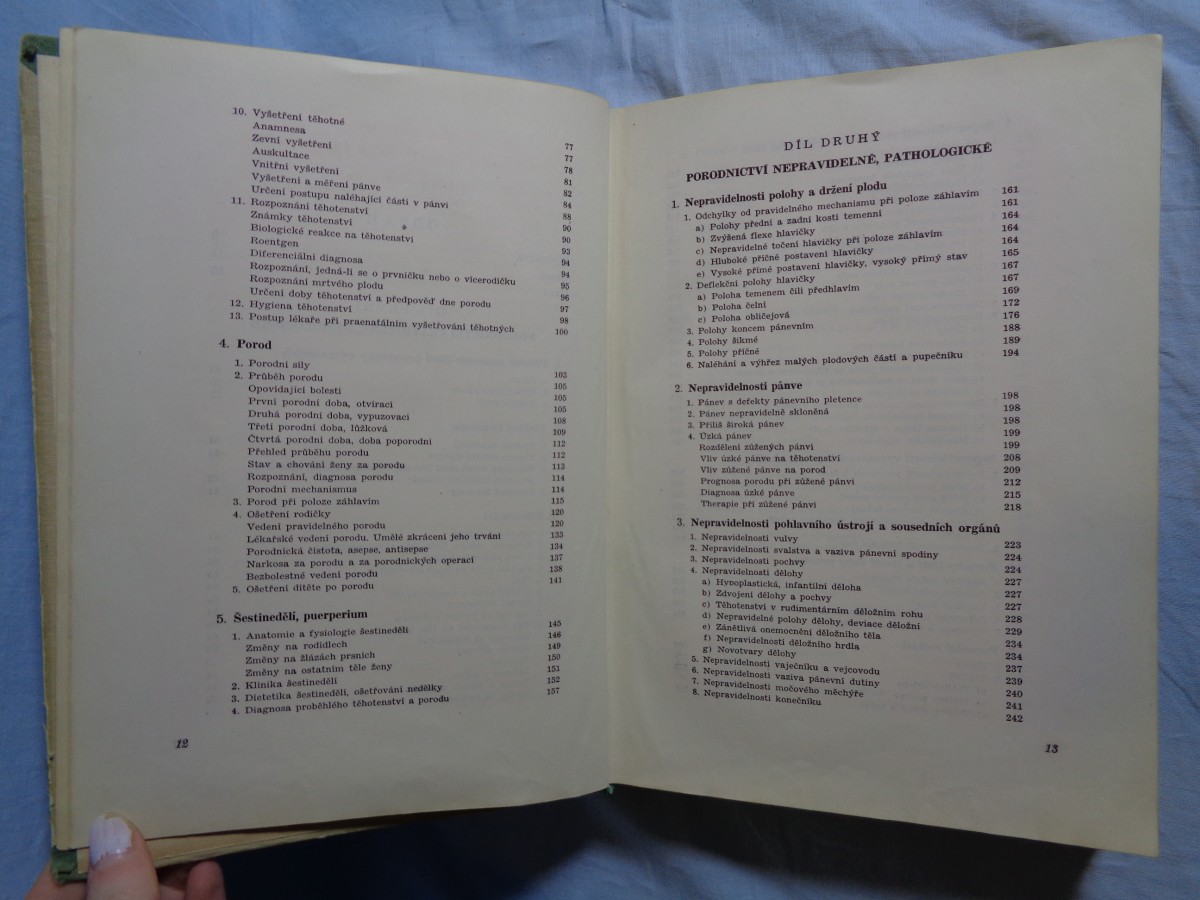 10. Vyšetření těhotné 77
Anamnesa 77
Zevní vyšetření 78
Auskultace 81
Vnitřní vyšetření 82
Vyšetření a měření pánve 84
Určení postupu naléhající části v pánvi 88
11. Rozpoznání těhotenství 90
Známky těhotenství 90
Biologické reakce na těhotenství 93
Roentgen 94
Diferenciální diagnosa 94
Rozpoznání, jedná-li se o prvničku nebo o vícerodičku 95
Rozpoznání mrtvého plodu 96
Určení doby těhotenství a předpověď dne porodu 97
12. Hygiena těhotenství 98
13. Postup lékaře při praenatálním vyšetřování těhotných 100
4. Porod
1. Porodní síly 103
2. Průběh porodu 105
Opovídající bolesti 105
První porodní doba, otvírací 105
Druhá porodní doba, vypuzovací 108
Třetí porodní doba, lůžková 109
Čtvrtá porodní doba, doba poporodní 112
Přehled průběhu porodu 112
Stav a chování ženy za porodu 113
Rozpoznání, diagnosa porodu 114
Porodní mechanismus 114
3. Porod při poloze záhlavím 115
4. Ošetření rodičky 120
Vedení pravidelného porodu 120
Lékařské vedení porodu. Umělé zkrácení jeho trvání 133
Porodnická čistota, asepse, antisepse 134
Narkosa za porodu a za porodnických operací 137
Bezbolestné vedení porodu 138
5. Ošetření dítěte po porodu 141
5. Šestinedělí, puerperium
1. Anatomie a fysiologie šestinedělí 145
Změny na rodidlech 146
Změny na žlázách prsních 149
Změny na ostatním těle ženy 150
2. Klinika šestinedělí 151
3. Dietetika šestinedělí, ošetřování nedělky 152
4. Diagnosa proběhlého těhotenství a porodu 157
12
DÍL DRUHÝ
PORODNICTVÍ NEPRAVIDELNÉ, PATHOLOGICKÉ
1. Nepravidelnosti polohy a držení plodu
1. Odchylky od pravidelného mechanismu při poloze záhlavím 161
a) Polohy přední a zadní kosti temenní 161
b) Zvýšená flexe hlavičky 164
c) Nepravidelné točení hlavičky při poloze záhlavím 164
d) Hluboké příčné postavení hlavičky 164
e) Vysoké přímé postavení hlavičky, vysoký přímý stav 165
2. Deflekční polohy hlavičky 167
a) Poloha temenem čili předhlavím 167
b) Poloha čelní 169
c) Poloha obličejová 172
3. Polohy koncem pánevním 176
4. Polohy šikmé 188
5. Polohy příčné 189
6. Naléhání a výhřez malých plodových částí a pupečníku 194
2. Nepravidelnosti pánve
1. Pánev s defekty pánevního pletence 198
2. Pánev nepravidelně skloněná 198
3. Příliš široká pánev 198
4. Úzká pánev 199
Rozdělení zúžených pánví 199
Vliv úzké pánve na těhotenství 208
Vliv zúžené pánve na porod 209
Prognosa porodu při zúžené pánvi 212
Diagnosa úzké pánve 215
Therapie při zúžené pánvi 218
3. Nepravidelnosti pohlavního ústrojí a sousedních orgánů
1. Nepravidelnosti vulvy 223
2. Nepravidelnosti svalstva a vaziva pánevní spodiny 224
3. Nepravidelnosti pochvy 224
4. Nepravidelnosti dělohy 227
a) Hypoplastická, infantilní děloha 227
b) Zdvojení dělohy a pochvy 227
c) Těhotenství v rudimentárním děložním rohu 228
d) Nepravidelné polohy dělohy, deviace děložní 229
e) Zánětlivá onemocnění děložního těla 234
f) Nepravidelnosti děložního hrdla 234
g) Novotvary dělohy 237
5. Nepravidelnosti vaječníku a vejcovodu 239
6. Nepravidelnosti vaziva pánevní dutiny 240
7. Nepravidelnosti močového měchýře 241
8. Nepravidelnosti konečníku 242
13